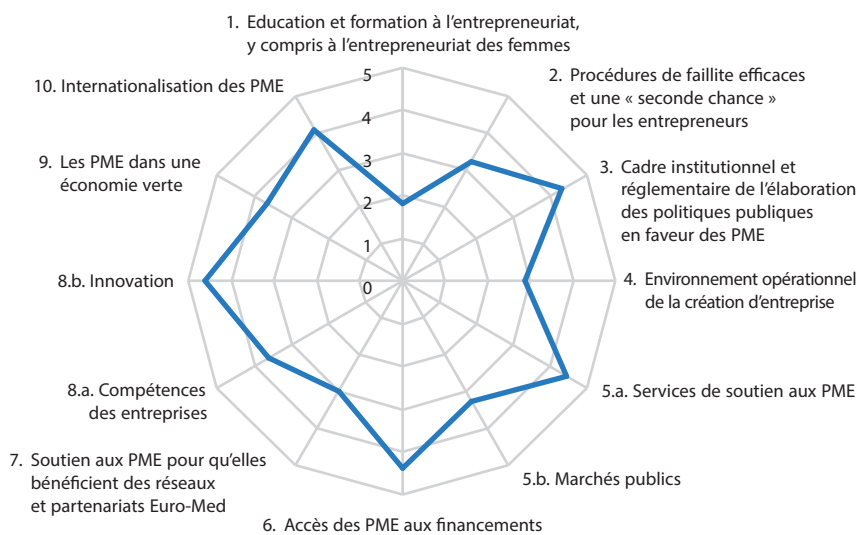 1. Education et formation à l'entrepreneuriat,
y compris à l'entrepreneuriat des femmes
2. Procédures de faillite efficaces
et une « seconde chance »
pour les entrepreneurs
3. Cadre institutionnel et
réglementaire de l'élaboration
des politiques publiques
en faveur des PME
4. Environnement opérationnel
de la création d'entreprise
5.a. Services de soutien aux PME
5.b. Marchés publics
6. Accès des PME aux financements
7. Soutien aux PME pour qu'elles
bénéficient des réseaux
et partenariats Euro-Med
8.a. Compétences
des entreprises
8.b. Innovation
9. Les PME dans une
économie verte
10. Internationalisation des PME
5
4
3
2
1
0